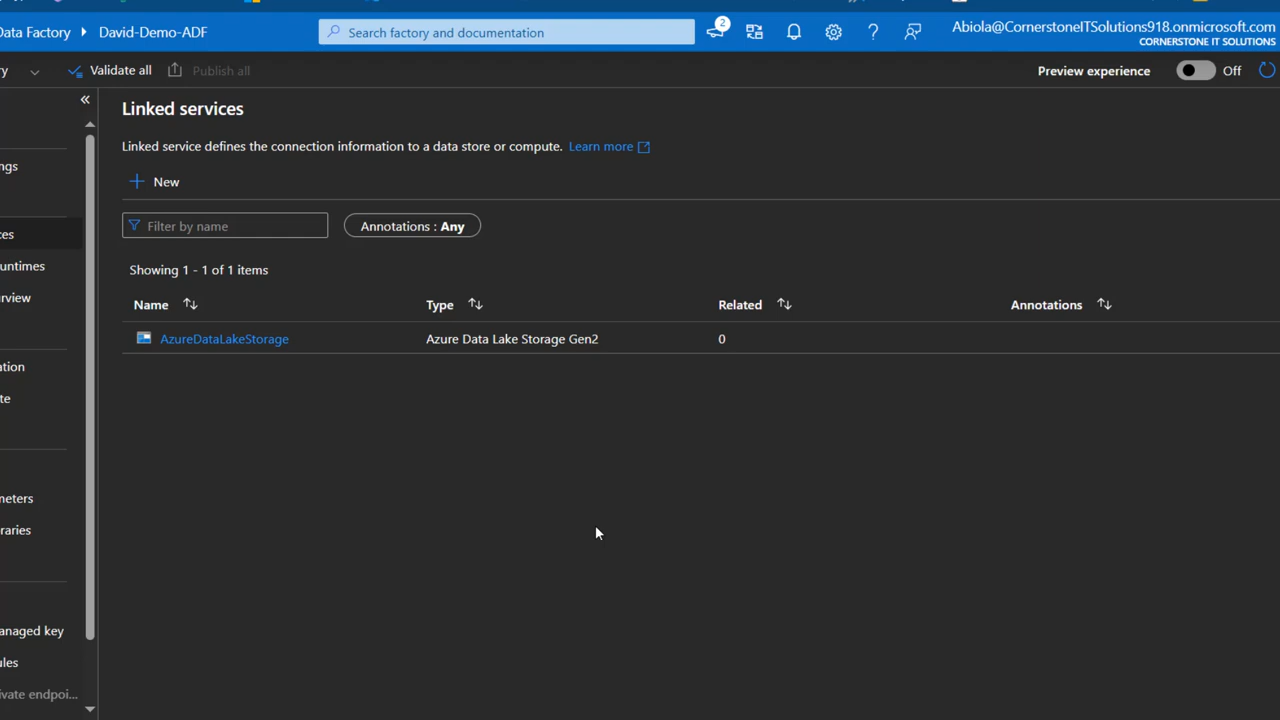 Data Factory David-Demo-ADF Search factory and documentation 2 Abiola@CornerstoneITSolutions918.onmicrosoft.com
CORNERSTONE IT SOLUTIONS
ry Validate all Publish all Preview experience Off
Linked services
Linked service defines the connection information to a data store or compute. Learn more
New
Filter by name Annotations : Any
Showing 1 - 1 of 1 items
Name Type Related Annotations
AzureDataLakeStorage Azure Data Lake Storage Gen2 0
ngs
ces
untimes
rview
ation
te
meters
raries
anaged key
ules
ivate endpoi...